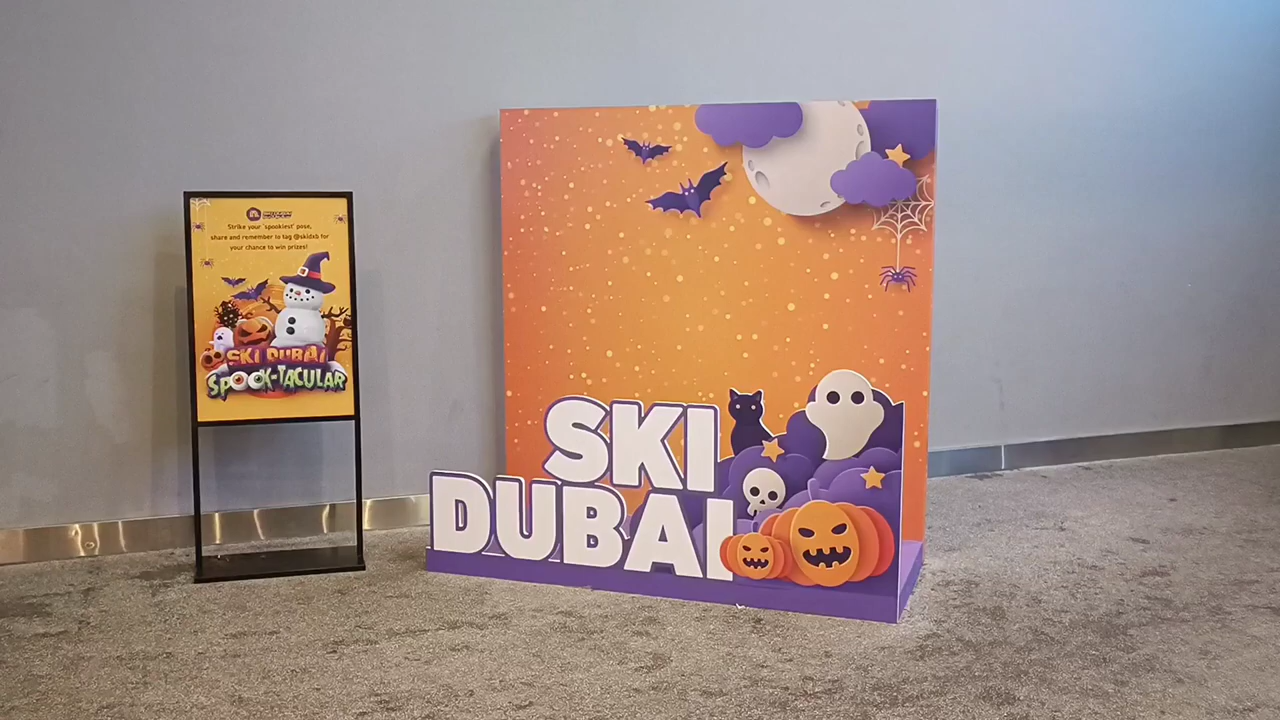 Strike your 'spookiest' pose,
share and remember to tag @skidxb for
your chance to win prizes!
SKI DUBAI
SPOOK-TACULAR
SKI
DUBAI